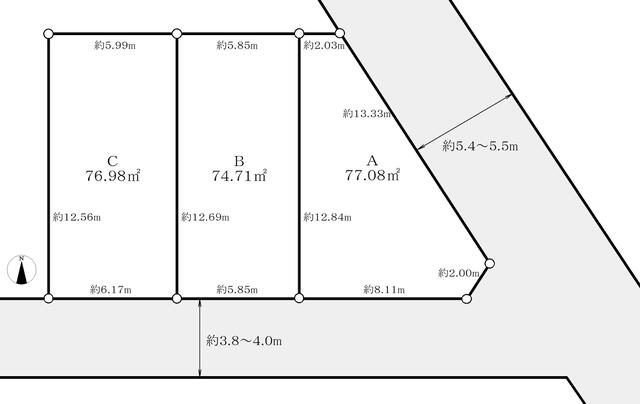 約5.99m
約5.85m
約2.03m
約13.33m
約5.4〜5.5m
C
76.98㎡
B
74.71㎡
A
77.08㎡
約12.56m
約12.69m
約12.84m
N
約2.00m
約6.17m
約5.85m
約8.11m
約3.8〜4.0m